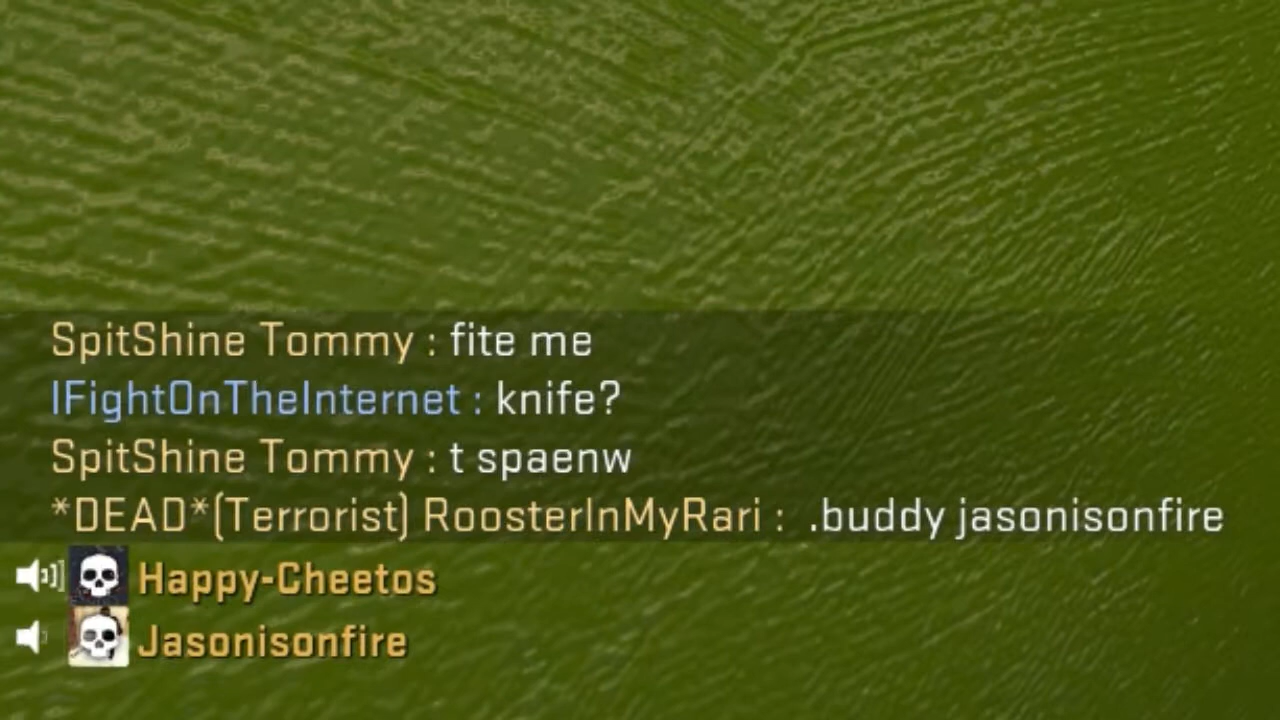 SpitShine Tommy : fite me
IFightOnTheInternet : knife?
SpitShine Tommy : t spaenw
*DEAD*(Terrorist) RoosterInMyRari : .buddy jasonisonfire
Happy-Cheetos
Jasonisonfire